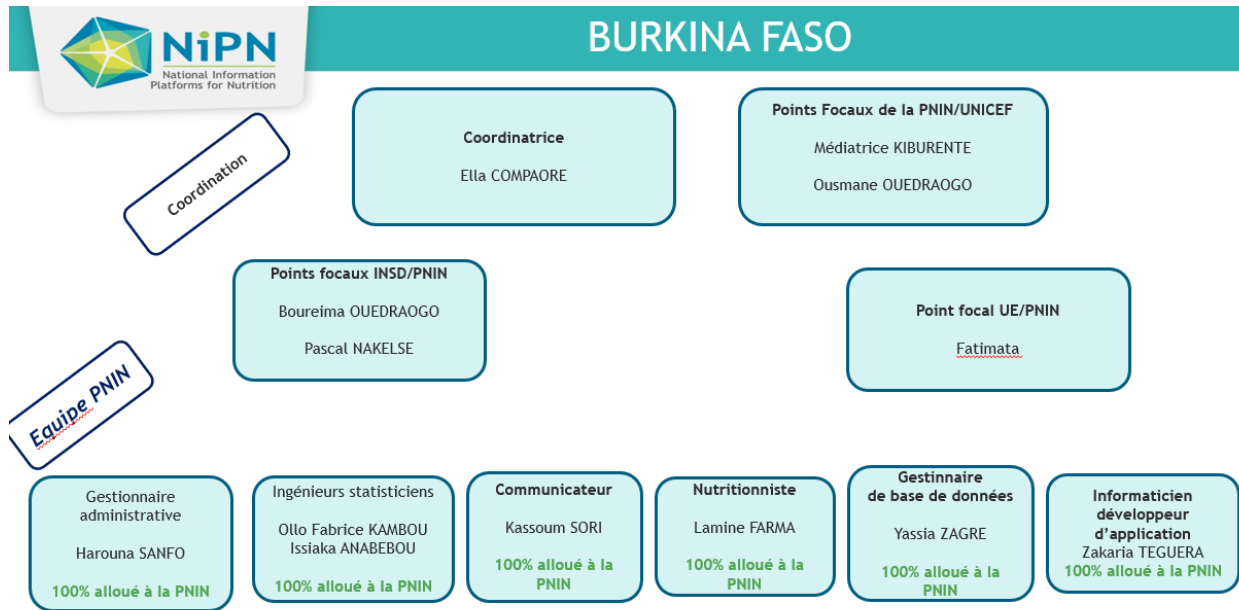 NiPN
National Information
Platforms for Nutrition
BURKINA FASO
Coordination
Coordinatrice
Ella COMPAORE
Points Focaux de la PNIN/UNICEF
Médiatrice KIBURENTE
Ousmane OUEDRAOGO
Points focaux INSD/PNIN
Boureima OUEDRAOGO
Pascal NAKELSE
Point focal UE/PNIN
Fatimata
Equipe PNIN
Gestionnaire
administrative
Harouna SANFO
100% alloué à la PNIN
Ingénieurs statisticiens
Ollo Fabrice KAMBOU
Issiaka ANABEBOU
100% alloué à la PNIN
Communicateur
Kassoum SORI
100% alloué à la
PNIN
Nutritionniste
Lamine FARMA
100% alloué à la
PNIN
Gestinnaire
de base de données
Yassia ZAGRE
100% alloué à la
PNIN
Informaticien
développeur
d'application
Zakaria TEGUERA
100% alloué à la PNIN